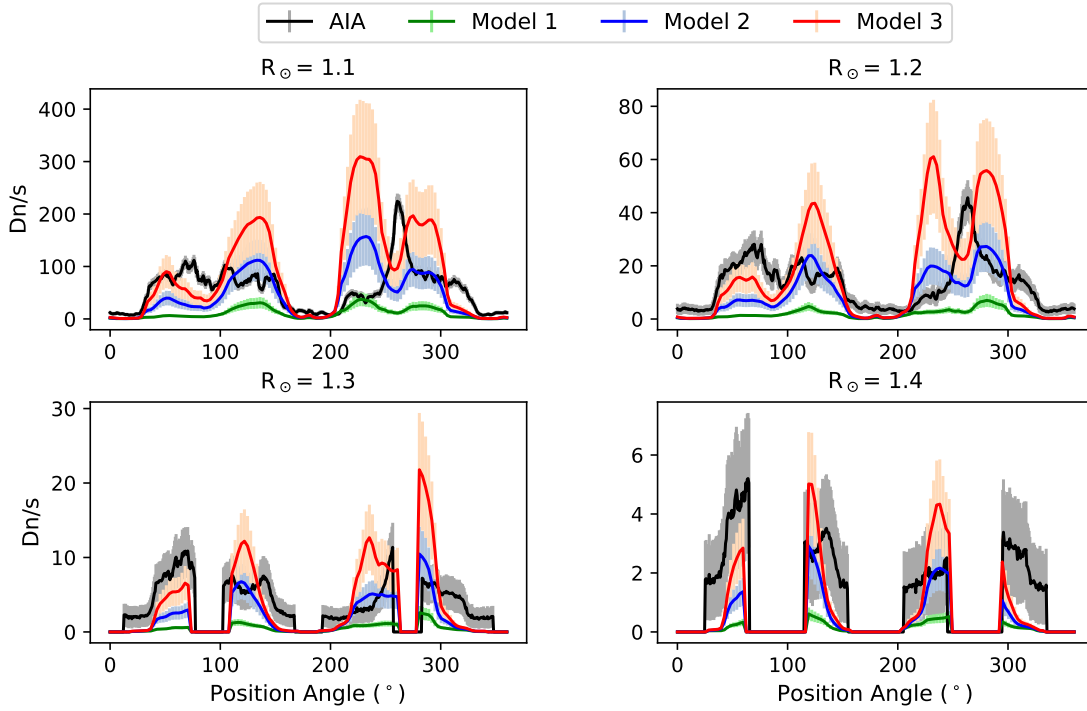 AIA Model 1 Model 2 Model 3
R☉ = 1.1
R☉ = 1.2
Dn/s
400
300
200
100
0
0 100 200 300
80
60
40
20
0
0 100 200 300
R☉ = 1.3
R☉ = 1.4
Dn/s
30
20
10
0
0 100 200 300
Position Angle (°)
6
4
2
0
0 100 200 300
Position Angle (°)